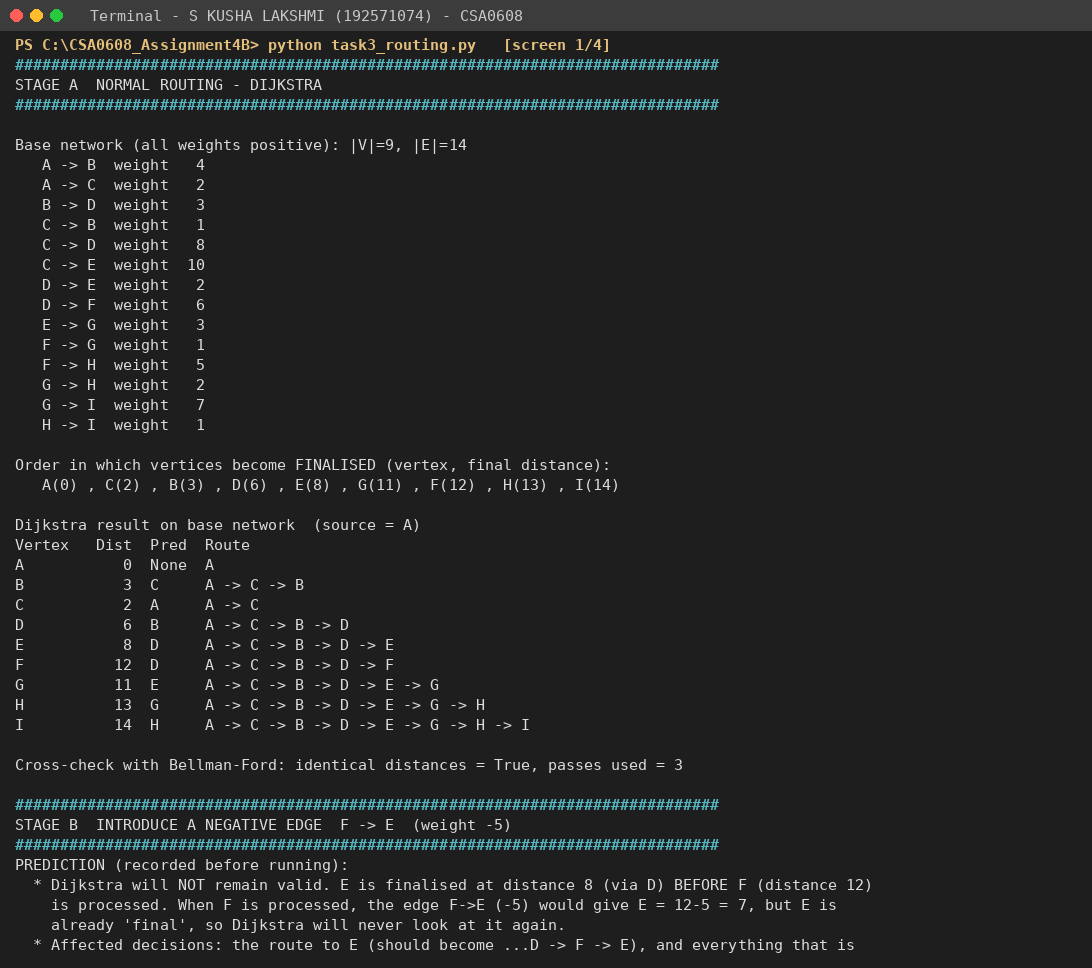 Terminal - S KUSHA LAKSHMI (192571074) - CSA0608
PS C:\CSA0608_Assignment4B> python task3_routing.py   [screen 1/4]
##############################################################################
STAGE A  NORMAL ROUTING - DIJKSTRA
##############################################################################
Base network (all weights positive): |V|=9, |E|=14
   A -> B  weight   4
   A -> C  weight   2
   B -> D  weight   3
   C -> B  weight   1
   C -> D  weight   8
   C -> E  weight  10
   D -> E  weight   2
   D -> F  weight   6
   E -> G  weight   3
   F -> G  weight   1
   F -> H  weight   5
   G -> H  weight   2
   G -> I  weight   7
   H -> I  weight   1
Order in which vertices become FINALISED (vertex, final distance):
   A(0) , C(2) , B(3) , D(6) , E(8) , G(11) , F(12) , H(13) , I(14)
Dijkstra result on base network  (source = A)
Vertex   Dist  Pred  Route
A           0  None  A
B           3  C     A -> C -> B
C           2  A     A -> C
D           6  B     A -> C -> B -> D
E           8  D     A -> C -> B -> D -> E
F          12  D     A -> C -> B -> D -> F
G          11  E     A -> C -> B -> D -> E -> G
H          13  G     A -> C -> B -> D -> E -> G -> H
I          14  H     A -> C -> B -> D -> E -> G -> H -> I
Cross-check with Bellman-Ford: identical distances = True, passes used = 3
##############################################################################
STAGE B  INTRODUCE A NEGATIVE EDGE  F -> E  (weight -5)
##############################################################################
PREDICTION (recorded before running):
  * Dijkstra will NOT remain valid. E is finalised at distance 8 (via D) BEFORE F (distance 12)
    is processed. When F is processed, the edge F->E (-5) would give E = 12-5 = 7, but E is
    already 'final', so Dijkstra will never look at it again.
  * Affected decisions: the route to E (should become ...D -> F -> E), and everything that is